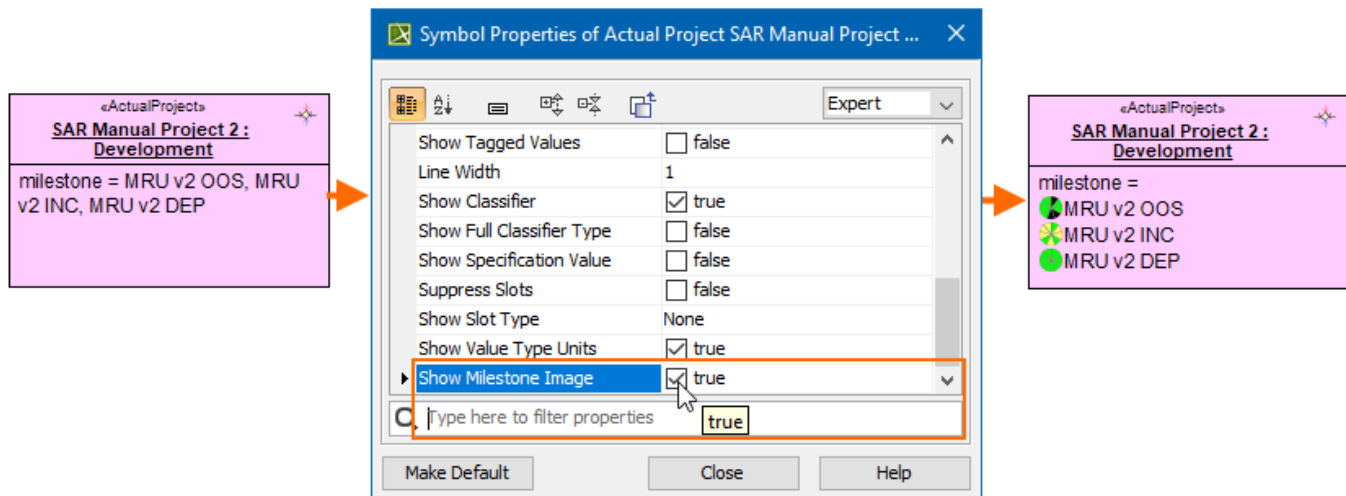 «ActualProject»
SAR Manual Project 2 :
Development
milestone = MRU v2 OOS, MRU
v2 INC, MRU v2 DEP
Symbol Properties of Actual Project SAR Manual Project ...
Expert
Show Tagged Values false
Line Width 1
Show Classifier true
Show Full Classifier Type false
Show Specification Value false
Suppress Slots false
Show Slot Type None
Show Value Type Units true
Show Milestone Image true
Type here to filter properties
true
Make Default Close Help
«ActualProject»
SAR Manual Project 2 :
Development
milestone =
MRU v2 OOS
MRU v2 INC
MRU v2 DEP